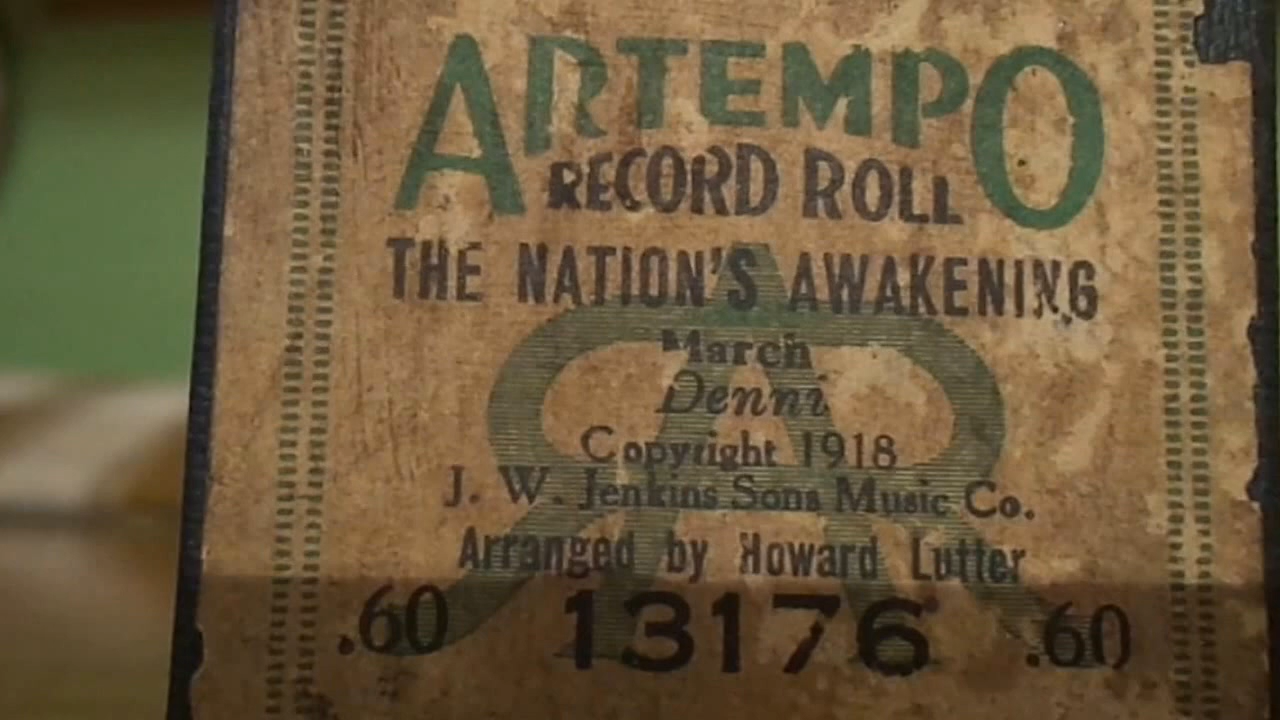 ARTEMPO
RECORD ROLL
THE NATION'S AWAKENING
March
Denni
Copyright 1918
J. W. Jenkins Sons Music Co.
Arranged by Howard Lutter
.60 13176 .60